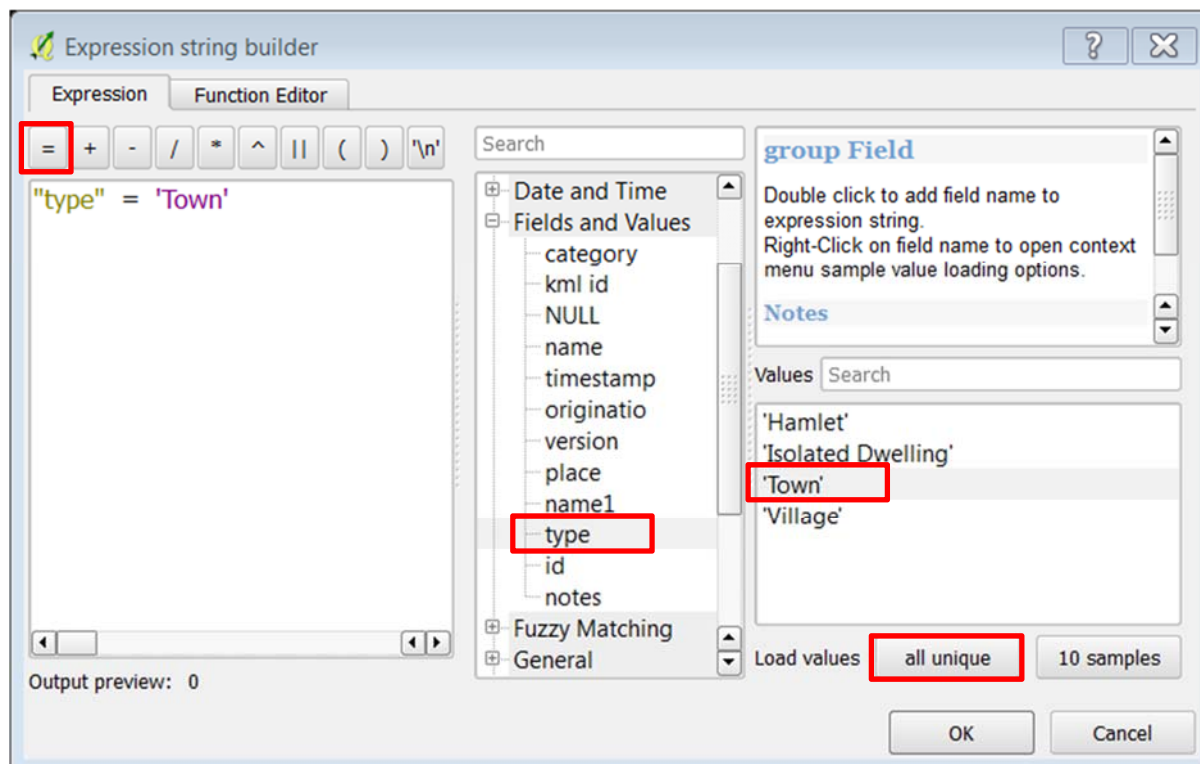 Expression string builder
Expression
Function Editor
= + - / * ^ || ( ) '\n'
"type" = 'Town'
Output preview: 0
Search
Date and Time
Fields and Values
category
kml id
NULL
name
timestamp
originatio
version
place
name1
type
id
notes
Fuzzy Matching
General
group Field
Double click to add field name to
expression string.
Right-Click on field name to open context
menu sample value loading options.
Notes
Values Search
'Hamlet'
'Isolated Dwelling'
'Town'
'Village'
Load values all unique 10 samples
OK Cancel